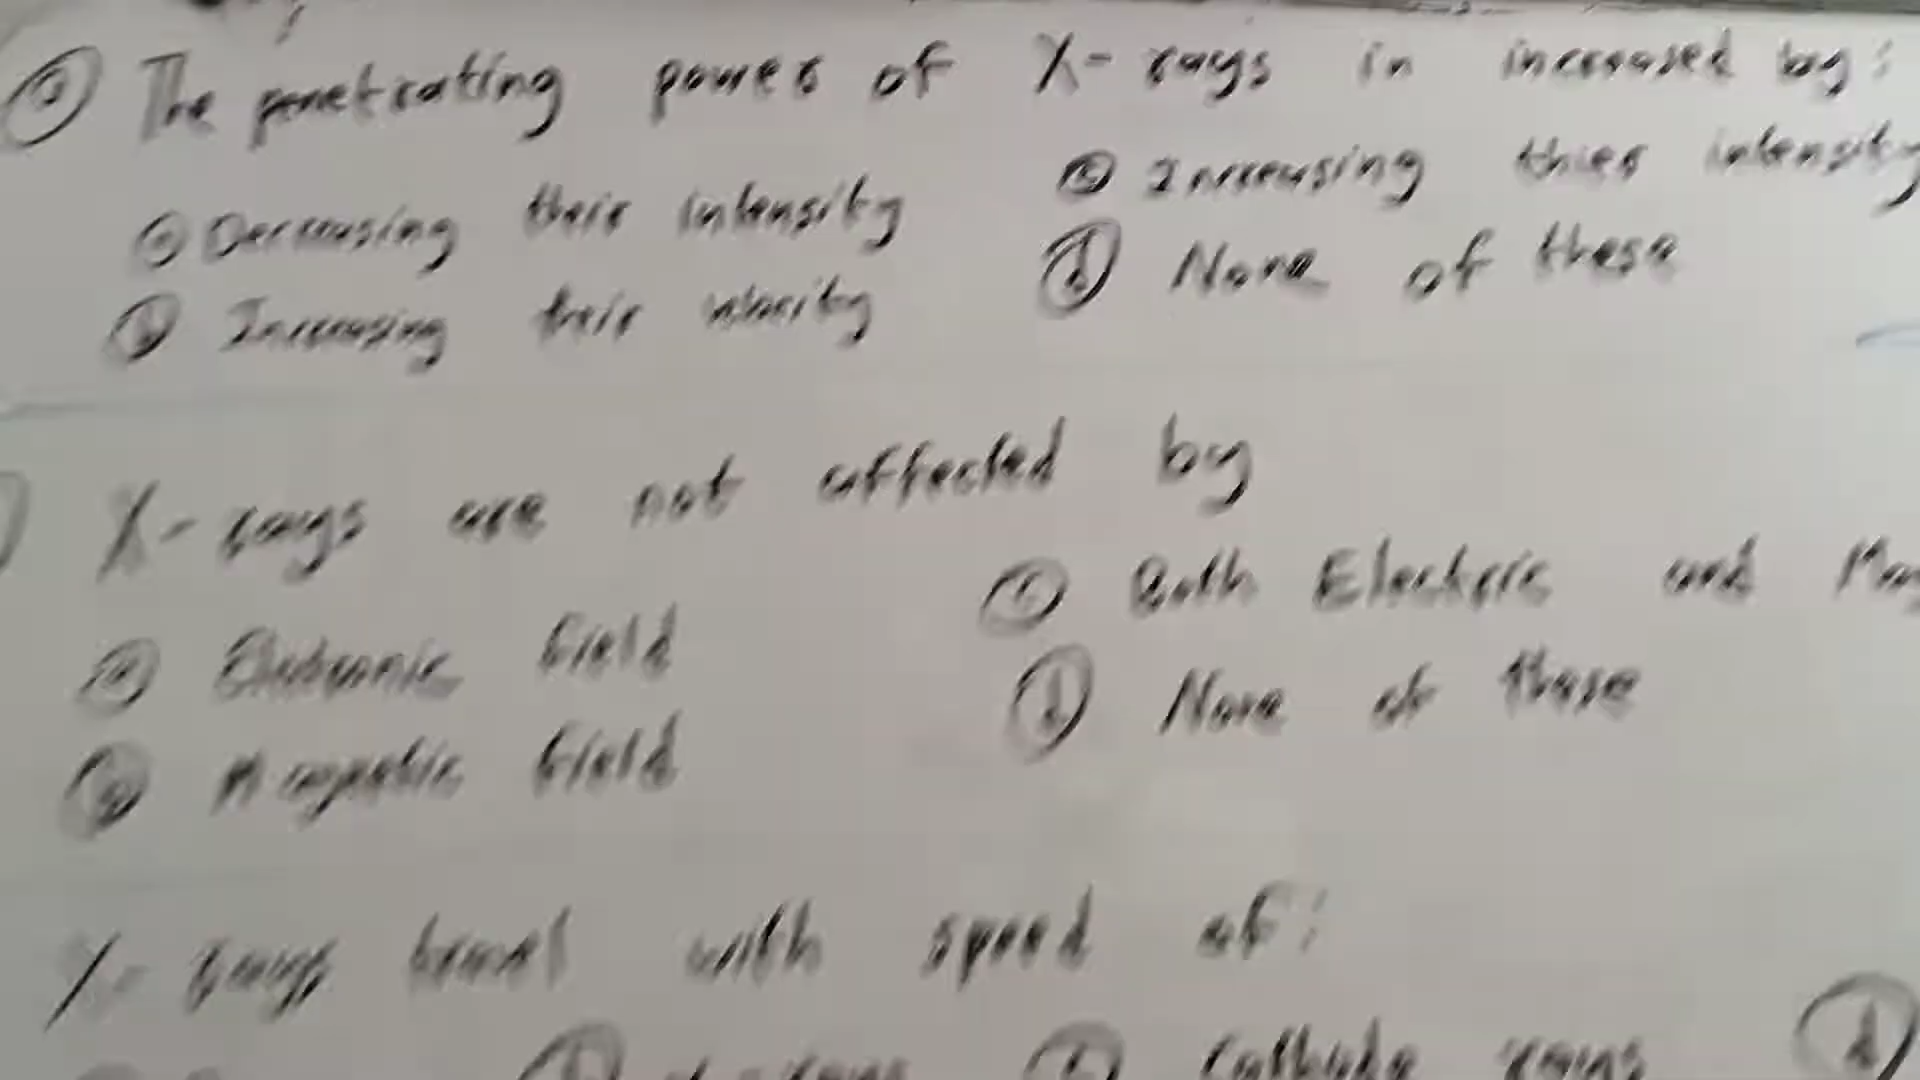 The penetrating power of X-rays in increased by:
a Decreasing their intensity
c Increasing thier intensity
b Increasing their velocity
d None of these
X-rays are not affected by
a Electronic field
c Both Electric and
b Magnetic field
d None of these
X-rays travel with speed of:
c Cathode rays d